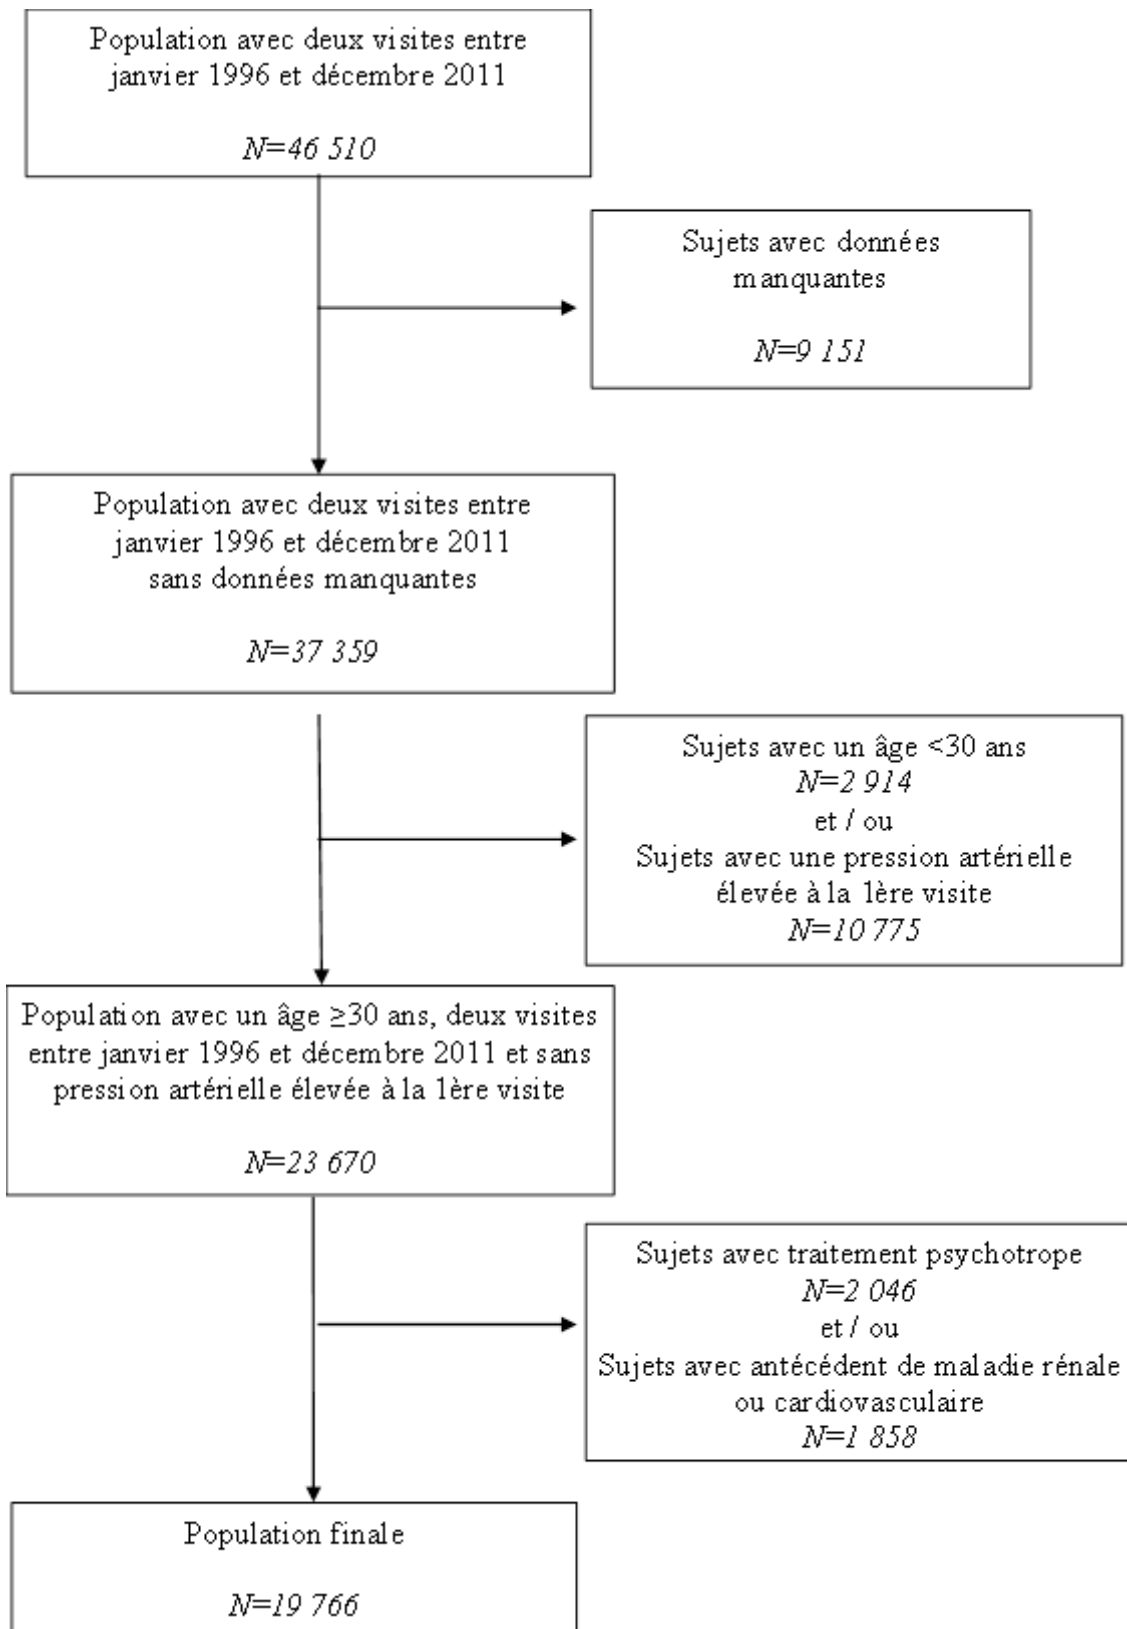 Population avec deux visites entre
janvier 1996 et décembre 2011
N=46 510
Sujets avec données
manquantes
N=9 151
Population avec deux visites entre
janvier 1996 et décembre 2011
sans données manquantes
N=37 359
Sujets avec un âge <30 ans
N=2 914
et / ou
Sujets avec une pression artérielle
élevée à la 1ère visite
N=10 775
Population avec un âge ≥30 ans, deux visites
entre janvier 1996 et décembre 2011 et sans
pression artérielle élevée à la 1ère visite
N=23 670
Sujets avec traitement psychotrope
N=2 046
et / ou
Sujets avec antécédent de maladie rénale
ou cardiovasculaire
N=1 858
Population finale
N=19 766